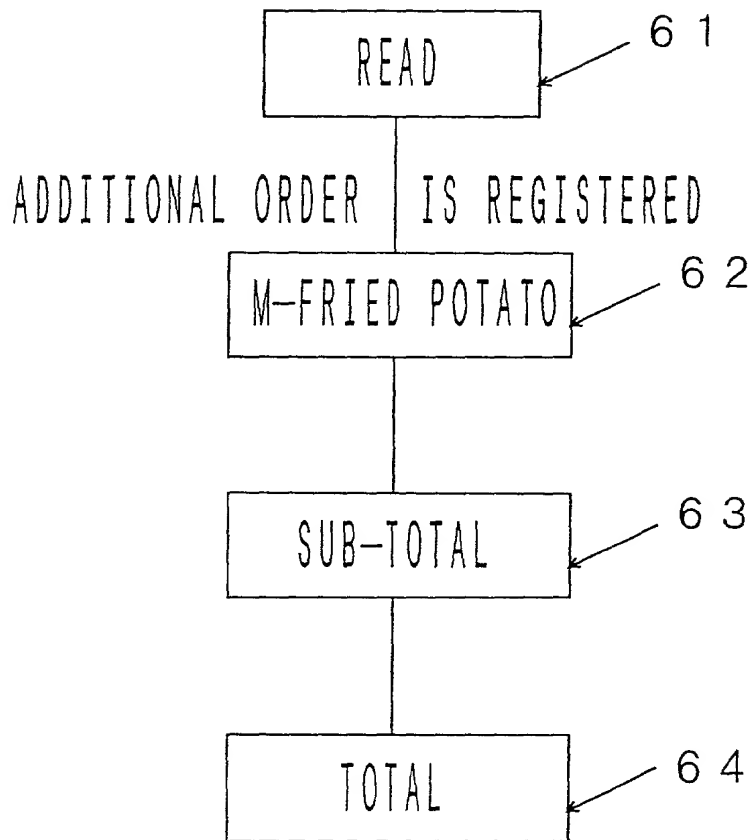 READ
61
ADDITIONAL ORDER IS REGISTERED
M-FRIED POTATO
62
SUB-TOTAL
63
TOTAL
64